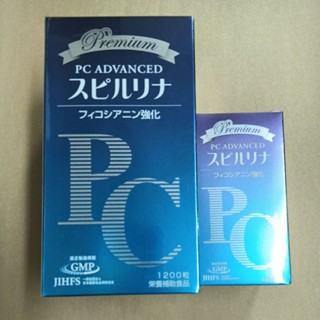 Premium
PC ADVANCED
スピルリナ
フィコシアニン強化
PC
GMP
JIHFS
1200粒
栄養補助食品
Premium
PC ADVANCED
スピルリナ
フィコシアニン強化
PC
GMP
JIHFS